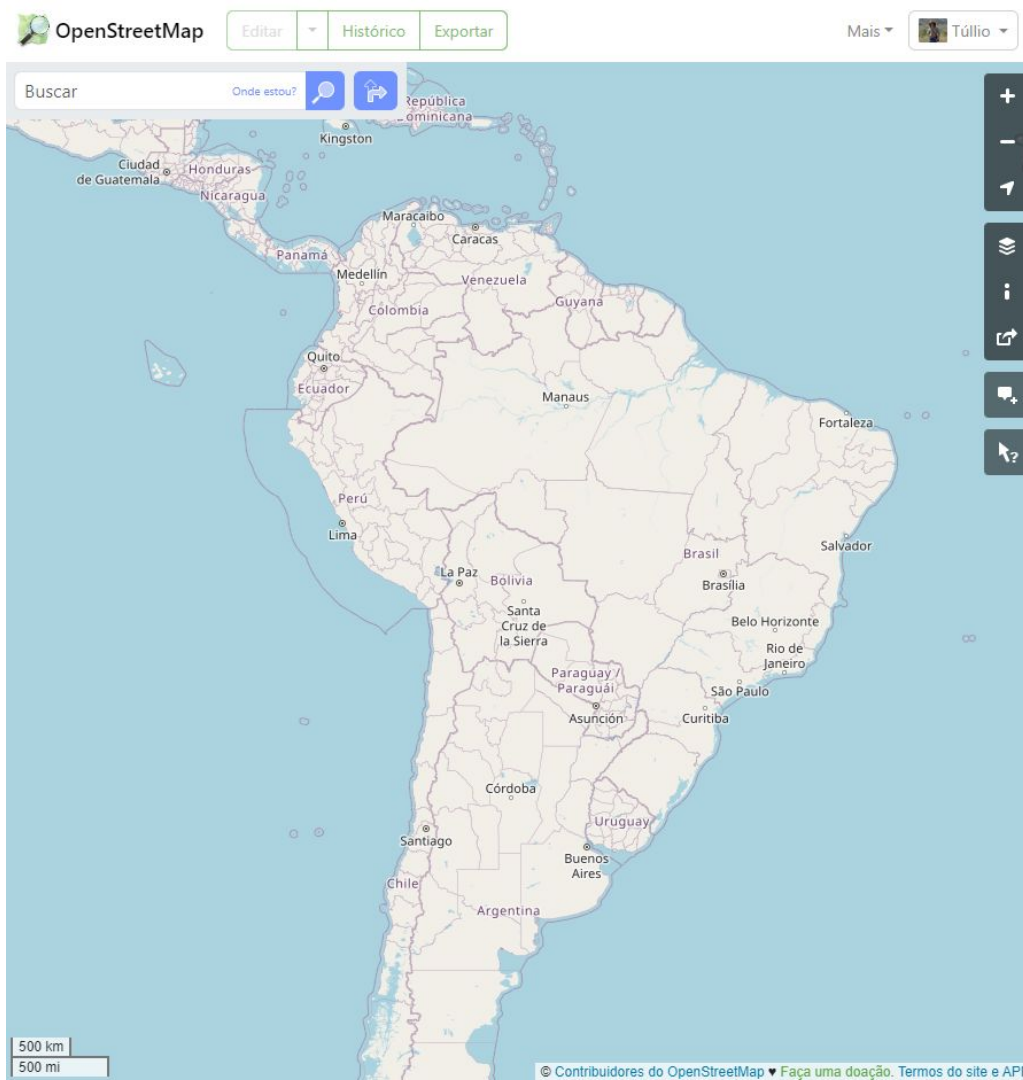 OpenStreetMap
Editar
Histórico
Exportar
Mais
Túllio
Buscar
Onde estou?
República
Dominicana
Kingston
Ciudad
de Guatemala
Honduras
Nicaragua
Maracaibo
Caracas
Panamá
Medellín
Venezuela
Guyana
Colombia
Quito
Ecuador
Manaus
Fortaleza
Perú
Lima
Salvador
Brasil
La Paz
Bolivia
Brasília
Santa
Cruz de
la Sierra
Belo Horizonte
Rio de
Janeiro
Paraguay /
Paraguái
São Paulo
Asunción
Curitiba
Córdoba
Uruguay
Santiago
Buenos
Aires
Chile
Argentina
500 km
500 mi
© Contribuidores do OpenStreetMap ♥ Faça uma doação. Termos do site e API